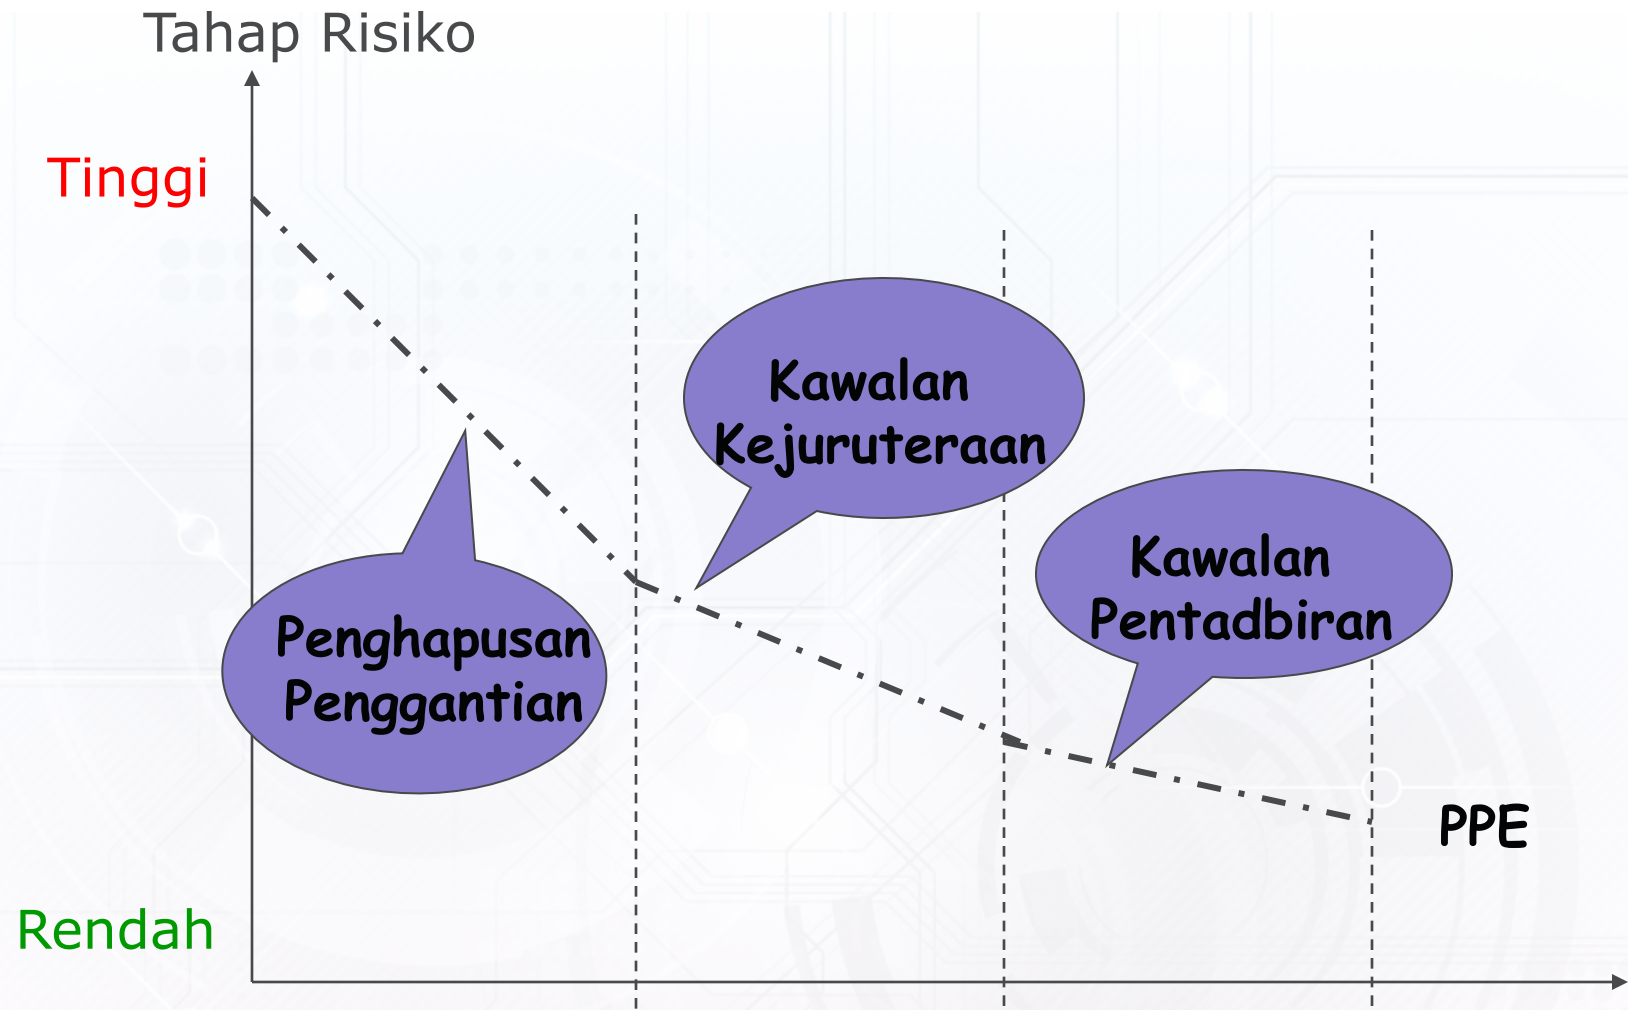 Tahap Risiko
Tinggi
Kawalan
Kejuruteraan
Kawalan
Pentadbiran
Penghapusan
Penggantian
PPE
Rendah